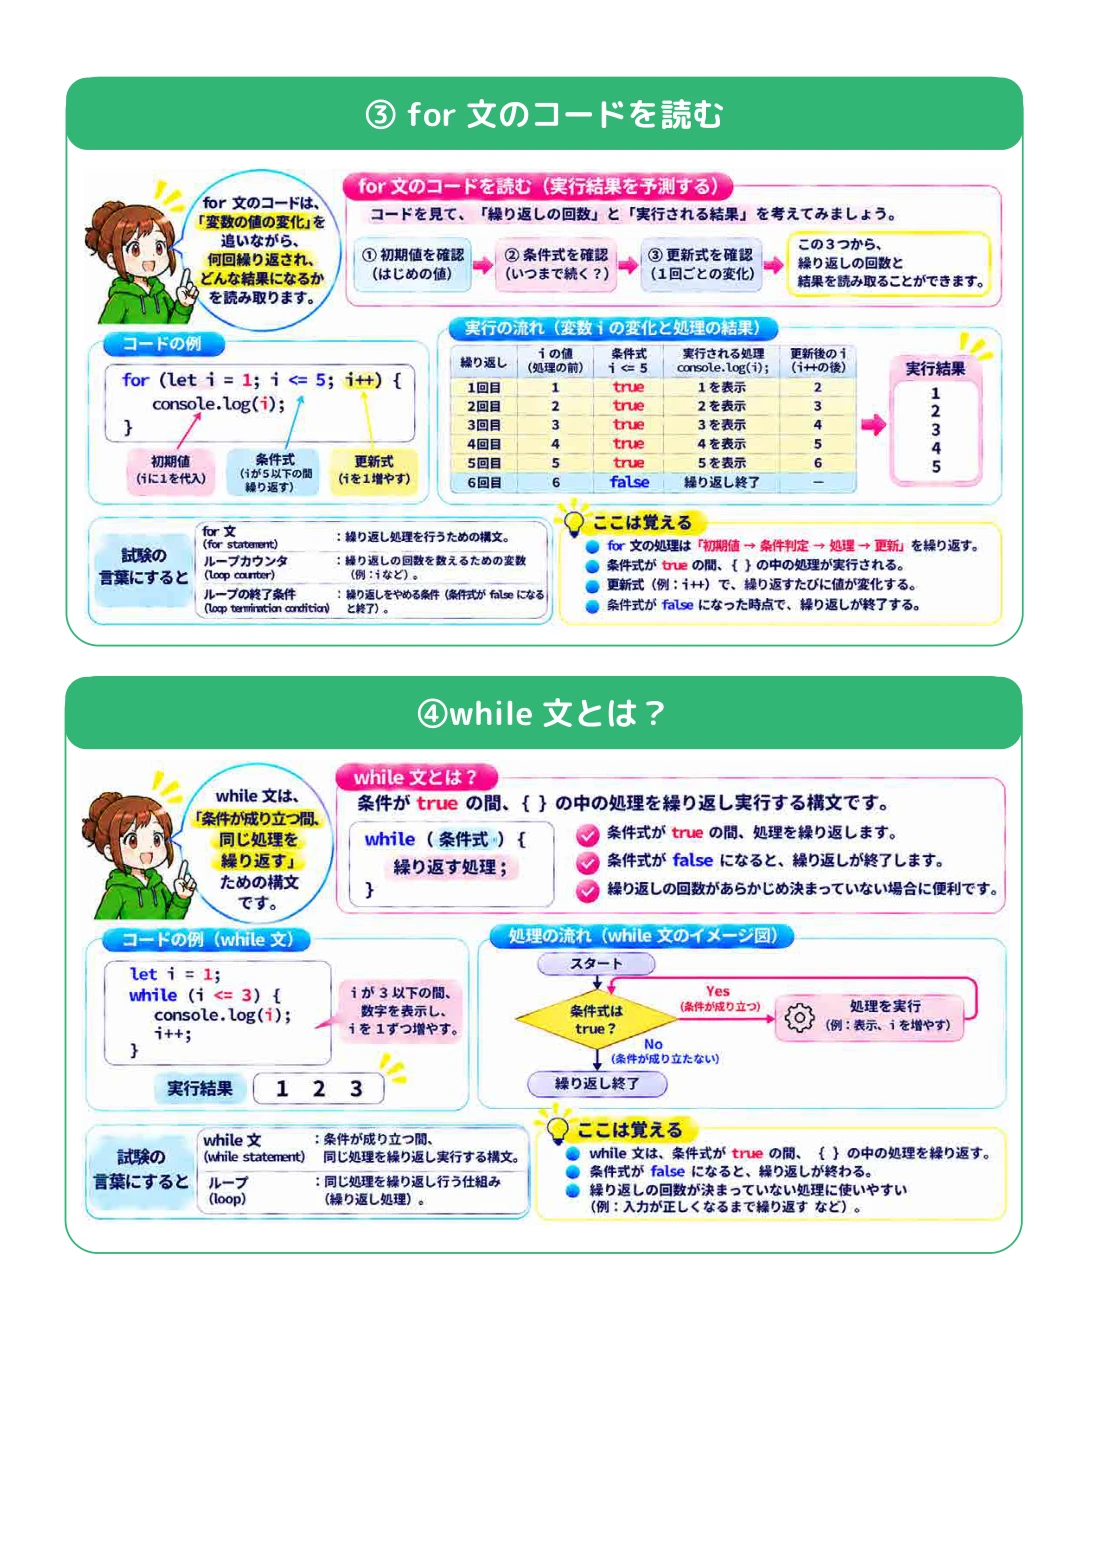 ③ for 文のコードを読む
for 文のコードは、
「変数の値の変化」を
追いながら、
何回繰り返され、
どんな結果になるか
を読み取ります。
for 文のコードを読む（実行結果を予測する）
コードを見て、「繰り返しの回数」と「実行される結果」を考えてみましょう。
① 初期値を確認
（はじめの値）
② 条件式を確認
（いつまで続く？）
③ 更新式を確認
（1回ごとの変化）
この３つから、
繰り返しの回数と
結果を読み取ることができます。
コードの例
for (let i = 1; i <= 5; i++) {
console.log(i);
}
初期値
（iに1を代入）
条件式
（iが5以下の間
繰り返す）
更新式
（iを1増やす）
実行の流れ（変数 i の変化と処理の結果）
繰り返し i の値（処理の前） 条件式 i <= 5 実行される処理 console.log(i); 更新後の i （i++の後）
1回目 1 true 1 を表示 2
2回目 2 true 2 を表示 3
3回目 3 true 3 を表示 4
4回目 4 true 4 を表示 5
5回目 5 true 5 を表示 6
6回目 6 false 繰り返し終了 —
実行結果
1
2
3
4
5
試験の
言葉にすると
for 文 ：繰り返し処理を行うための構文。
(for statement)
ループカウンタ ：繰り返しの回数を数えるための変数
(loop counter) （例：iなど）。
ループの終了条件 ：繰り返しをやめる条件（条件式が false になる
(loop termination condition) と終了）。
ここは覚える
for 文の処理は「初期値 → 条件判定 → 処理 → 更新」を繰り返す。
条件式が true の間、{ } の中の処理が実行される。
更新式（例：i++）で、繰り返すたびに値が変化する。
条件式が false になった時点で、繰り返しが終了する。
④while 文とは？
while 文は、
「条件が成り立つ間、
同じ処理を
繰り返す」
ための構文
です。
while 文とは？
条件が true の間、{ } の中の処理を繰り返し実行する構文です。
while ( 条件式 ) {
繰り返す処理；
}
条件式が true の間、処理を繰り返します。
条件式が false になると、繰り返しが終了します。
繰り返しの回数があらかじめ決まっていない場合に便利です。
コードの例（while 文）
let i = 1;
while (i <= 3) {
console.log(i);
i++;
}
i が 3 以下の間、
数字を表示し、
i を 1ずつ増やす。
実行結果 1 2 3
処理の流れ（while 文のイメージ図）
スタート
条件式は
true？
Yes
（条件が成り立つ）
処理を実行
（例：表示、i を増やす）
No
（条件が成り立たない）
繰り返し終了
試験の
言葉にすると
while 文 ：条件が成り立つ間、
(while statement) 同じ処理を繰り返し実行する構文。
ループ ：同じ処理を繰り返し行う仕組み
(loop) （繰り返し処理）。
ここは覚える
while 文は、条件式が true の間、{ } の中の処理を繰り返す。
条件式が false になると、繰り返しが終わる。
繰り返しの回数が決まっていない処理に使いやすい
（例：入力が正しくなるまで繰り返す など）。